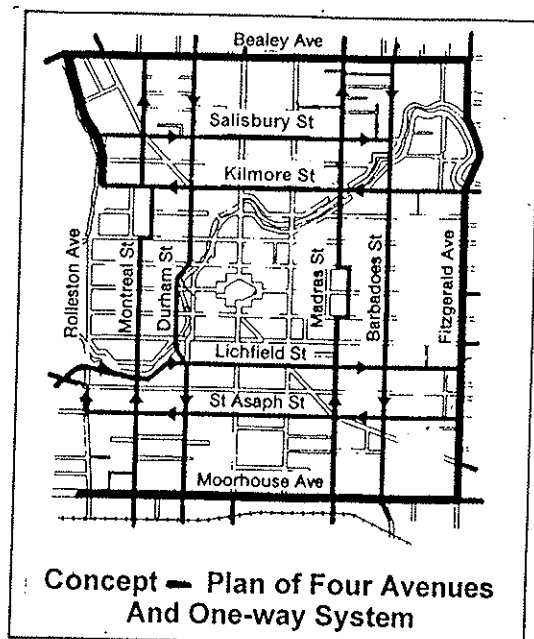 Bealey Ave
Salisbury St
Kilmore St
Rolleston Ave
Montreal St
Durham St
Madras St
Barbadoes St
Fitzgerald Ave
Lichfield St
St Asaph St
Moorhouse Ave
Concept - Plan of Four Avenues
And One-way System